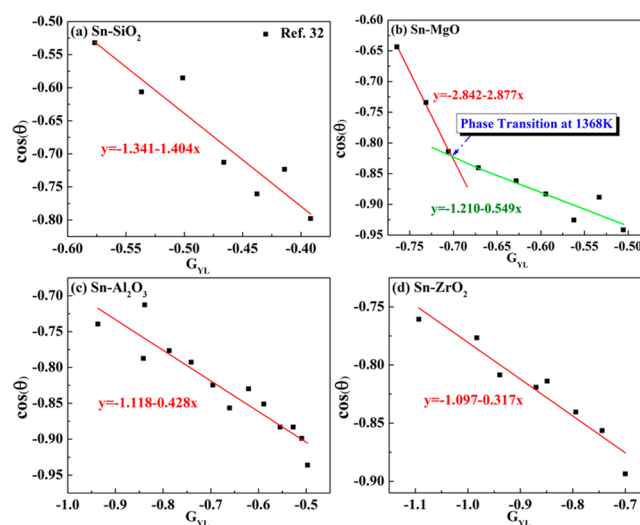 (a) Sn-SiO₂
Ref. 32
y=-1.341-1.404x
cos(θ)
-0.50
-0.55
-0.60
-0.65
-0.70
-0.75
-0.80
-0.60 -0.55 -0.50 -0.45 -0.40
G_YL
(b) Sn-MgO
y=-2.842-2.877x
Phase Transition at 1368K
y=-1.210-0.549x
cos(θ)
-0.60
-0.65
-0.70
-0.75
-0.80
-0.85
-0.90
-0.95
-0.75 -0.70 -0.65 -0.60 -0.55 -0.50
G_YL
(c) Sn-Al₂O₃
y=-1.118-0.428x
cos(θ)
-0.70
-0.75
-0.80
-0.85
-0.90
-0.95
-1.0 -0.9 -0.8 -0.7 -0.6 -0.5
G_YL
(d) Sn-ZrO₂
y=-1.097-0.317x
cos(θ)
-0.75
-0.80
-0.85
-0.90
-1.1 -1.0 -0.9 -0.8 -0.7
G_YL